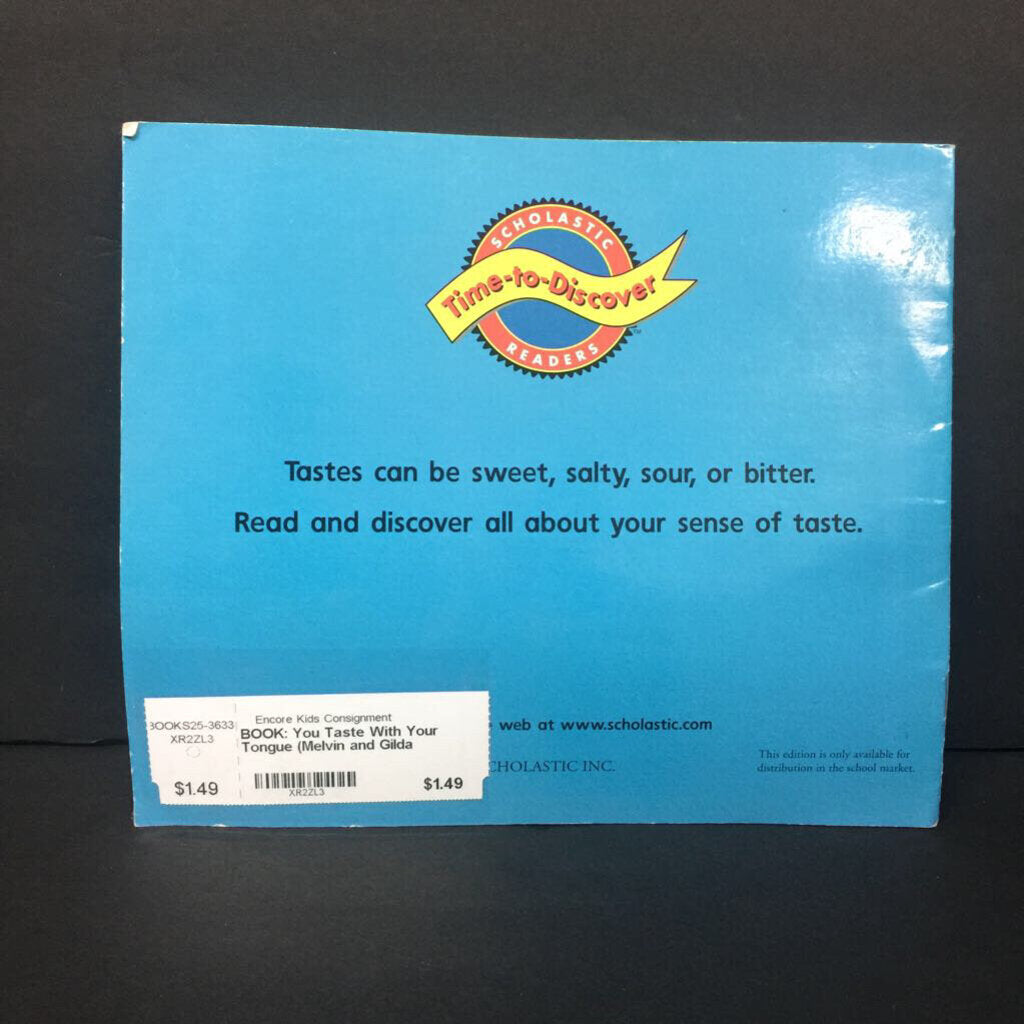 SCHOLASTIC
Time-to-Discover
READERS
TM
Tastes can be sweet, salty, sour, or bitter.
Read and discover all about your sense of taste.
web at www.scholastic.com
CHOLASTIC INC.
This edition is only available for
distribution in the school market.
BOOKS25-3633
XR2ZL3
$1.49
Encore Kids Consignment
BOOK: You Taste With Your
Tongue (Melvin and Gilda
XR2ZL3
$1.49